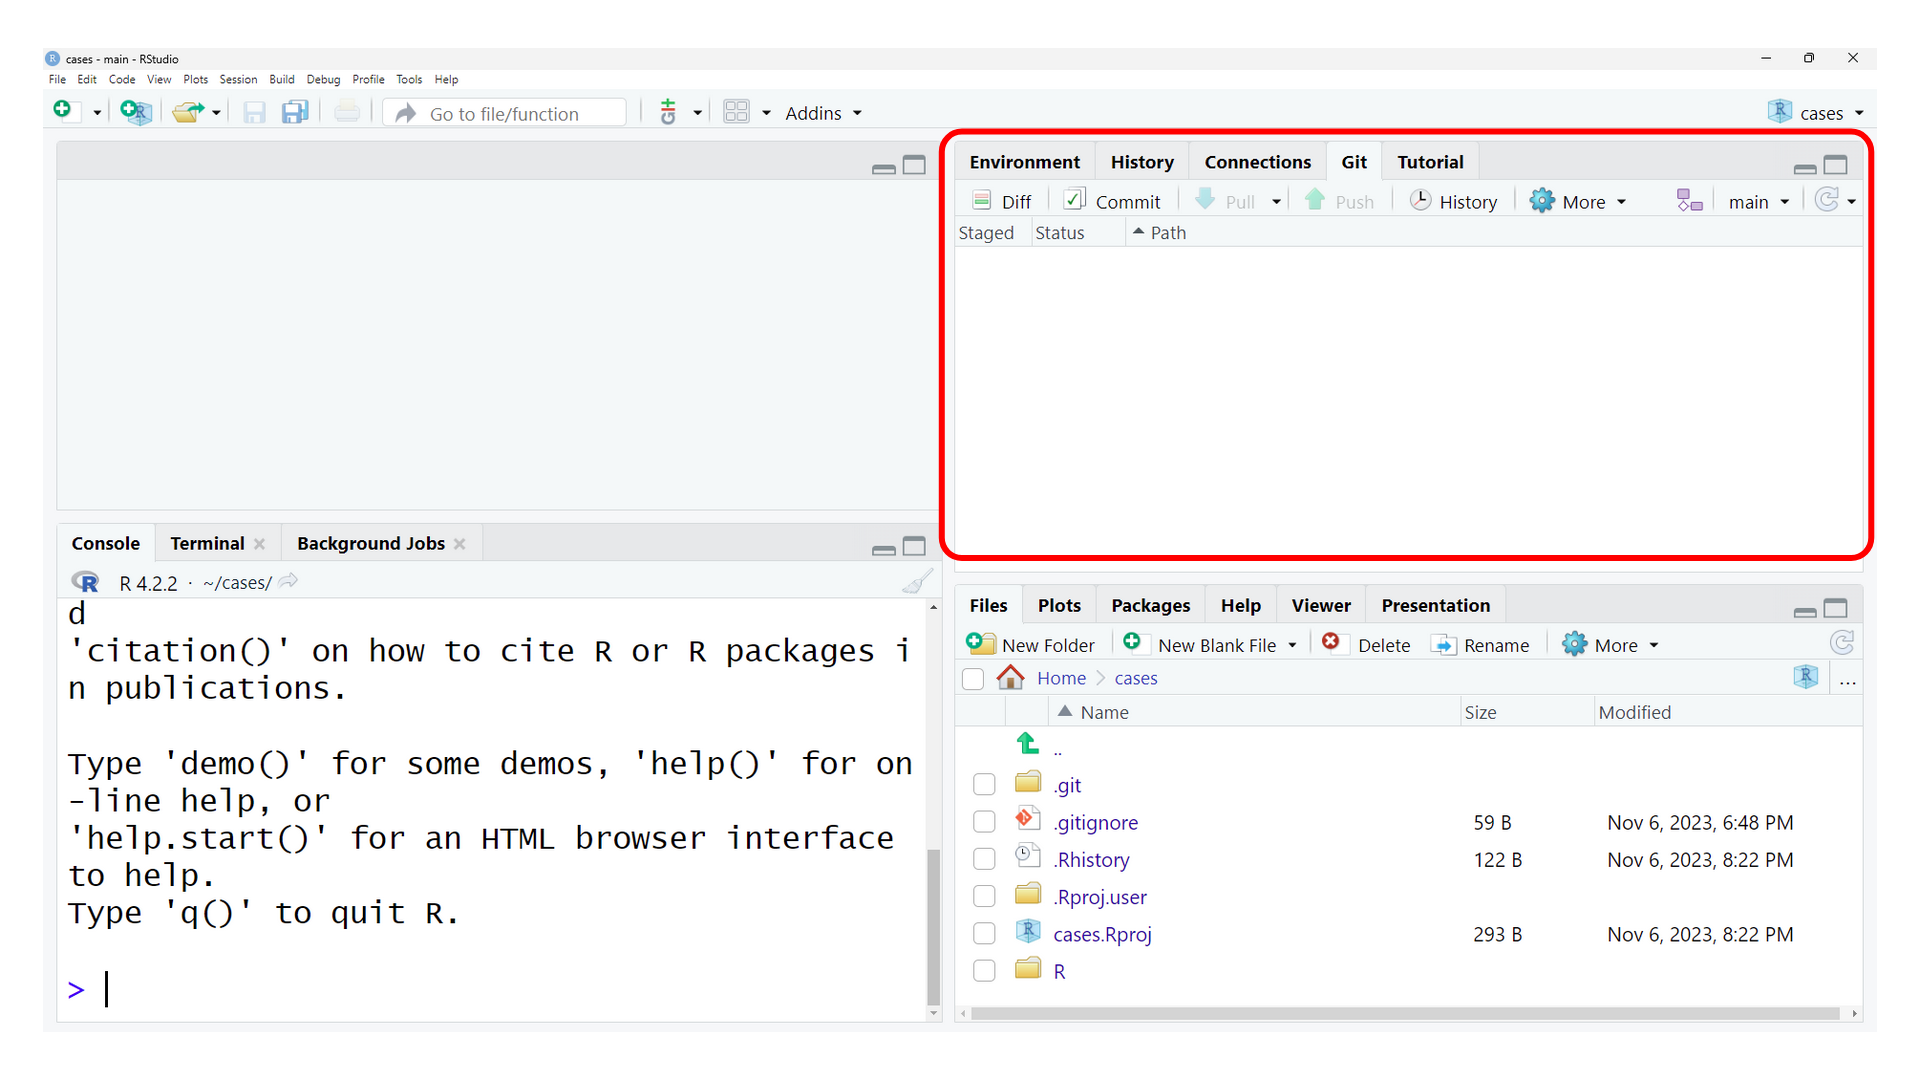 cases - main - RStudio
File Edit Code View Plots Session Build Debug Profile Tools Help
Go to file/function
Git
Addins
cases
Environment History Connections Git Tutorial
Diff Commit Pull Push History More main
Staged Status Path
Console Terminal Background Jobs
R 4.2.2 · ~/cases/
d
'citation()' on how to cite R or R packages i
n publications.
Type 'demo()' for some demos, 'help()' for on
-line help, or
'help.start()' for an HTML browser interface
to help.
Type 'q()' to quit R.
>
Files Plots Packages Help Viewer Presentation
New Folder New Blank File Delete Rename More
Home cases ...
Name Size Modified
..
.git
.gitignore 59 B Nov 6, 2023, 6:48 PM
.Rhistory 122 B Nov 6, 2023, 8:22 PM
.Rproj.user
cases.Rproj 293 B Nov 6, 2023, 8:22 PM
R